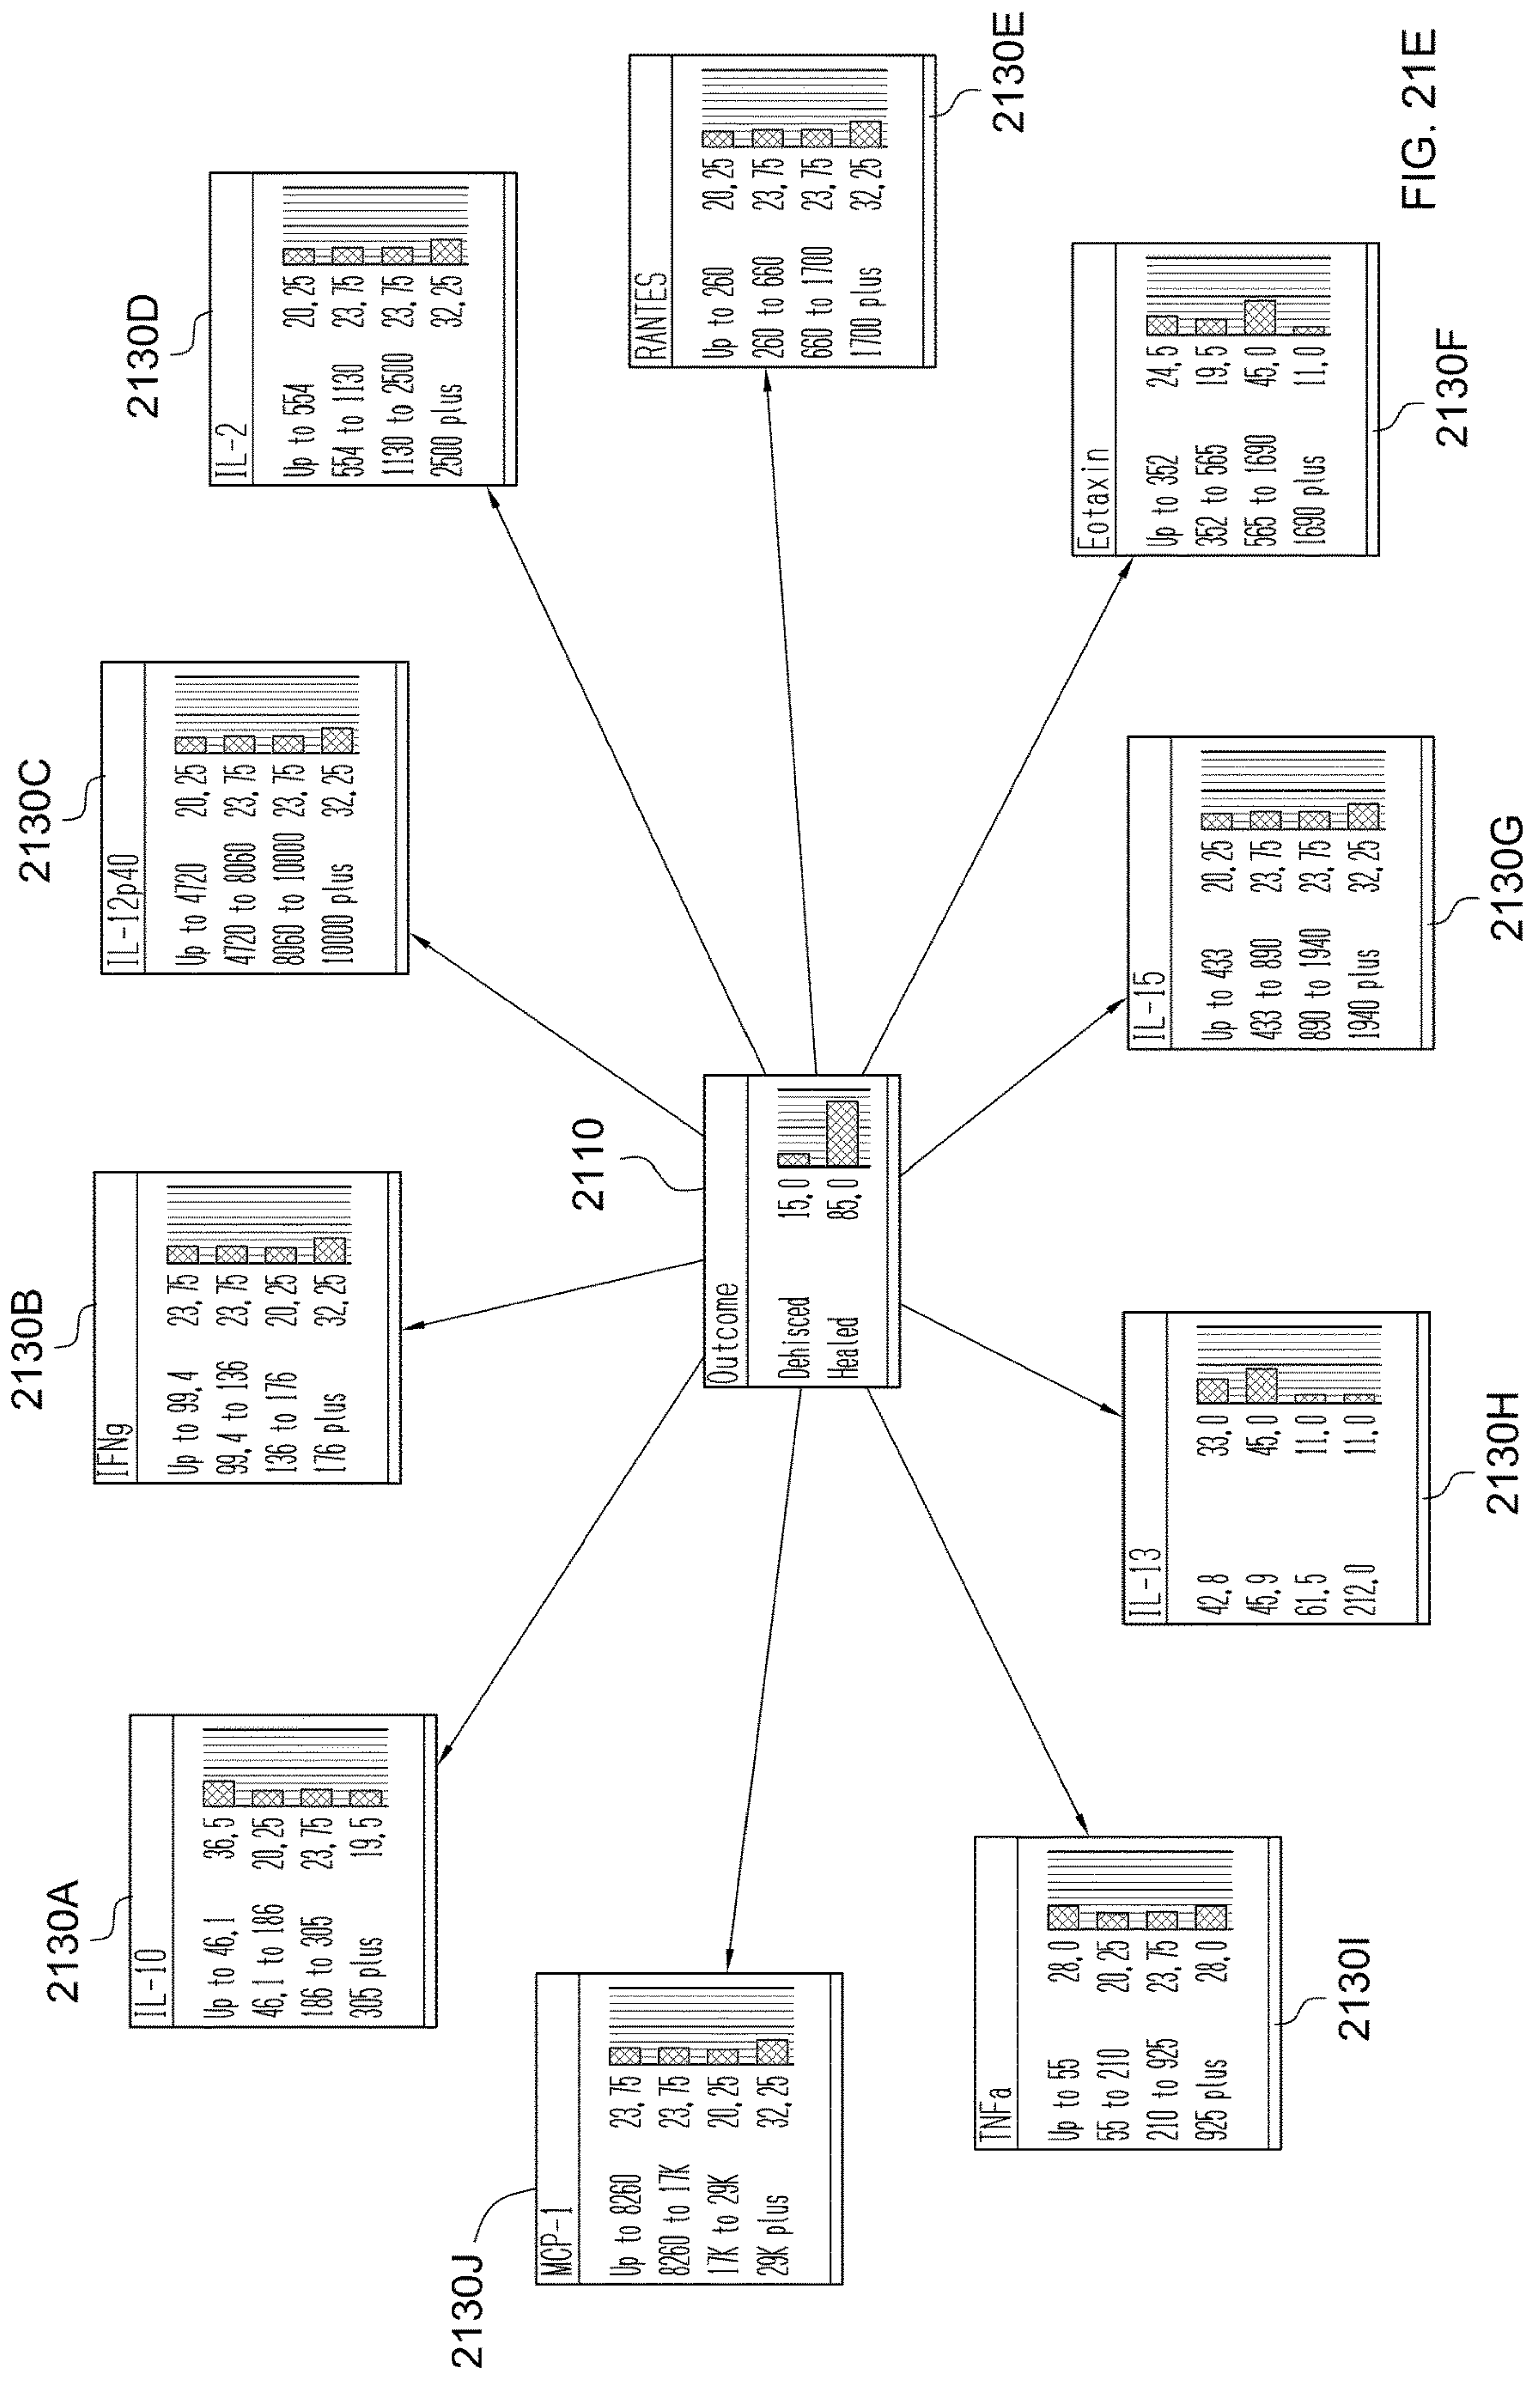 2130A
IL-10
Up to 46.1 36.5
46.1 to 186 20.25
186 to 305 23.75
305 plus 19.5
2130B
IFNg
Up to 99.4 23.75
99.4 to 136 23.75
136 to 176 20.25
176 plus 32.25
2130C
IL-12p40
Up to 4720 20.25
4720 to 8060 23.75
8060 to 10000 23.75
10000 plus 32.25
2130D
IL-2
Up to 554 20.25
554 to 1130 23.75
1130 to 2500 23.75
2500 plus 32.25
2130J
MCP-1
Up to 8260 23.75
8260 to 17K 23.75
17K to 29K 20.25
29K plus 32.25
2110
Outcome
Dehisced 15.0
Healed 85.0
RANTES
Up to 260 20.25
260 to 660 23.75
660 to 1700 23.75
1700 plus 32.25
2130E
TNFa
Up to 55 28.0
55 to 210 20.25
210 to 925 23.75
925 plus 28.0
2130I
IL-13
42.8 33.0
45.9 45.0
61.5 11.0
212.0 11.0
2130H
IL-15
Up to 433 20.25
433 to 890 23.75
890 to 1940 23.75
1940 plus 32.25
2130G
Eotaxin
Up to 352 24.5
352 to 565 19.5
565 to 1690 45.0
1690 plus 11.0
2130F
FIG. 21E